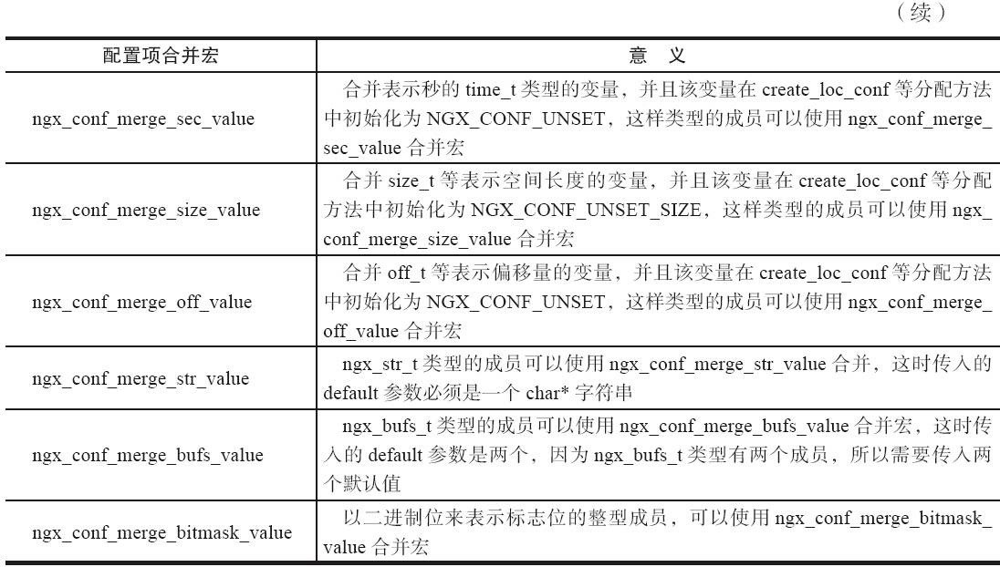 （续）
配置项合并宏 意 义
ngx_conf_merge_sec_value
合并表示秒的 time_t 类型的变量，并且该变量在 create_loc_conf 等分配方法
中初始化为 NGX_CONF_UNSET，这样类型的成员可以使用 ngx_conf_merge_
sec_value 合并宏
ngx_conf_merge_size_value
合并 size_t 等表示空间长度的变量，并且该变量在 create_loc_conf 等分配
方法中初始化为 NGX_CONF_UNSET_SIZE，这样类型的成员可以使用 ngx_
conf_merge_size_value 合并宏
ngx_conf_merge_off_value
合并 off_t 等表示偏移量的变量，并且该变量在 create_loc_conf 等分配方法
中初始化为 NGX_CONF_UNSET，这样类型的成员可以使用 ngx_conf_merge_
off_value 合并宏
ngx_conf_merge_str_value
ngx_str_t 类型的成员可以使用 ngx_conf_merge_str_value 合并，这时传入的
default 参数必须是一个 char* 字符串
ngx_conf_merge_bufs_value
ngx_bufs_t 类型的成员可以使用 ngx_conf_merge_bufs_value 合并宏，这时传
入的 default 参数是两个，因为 ngx_bufs_t 类型有两个成员，所以需要传入两
个默认值
ngx_conf_merge_bitmask_value
以二进制位来表示标志位的整型成员，可以使用 ngx_conf_merge_bitmask_
value 合并宏